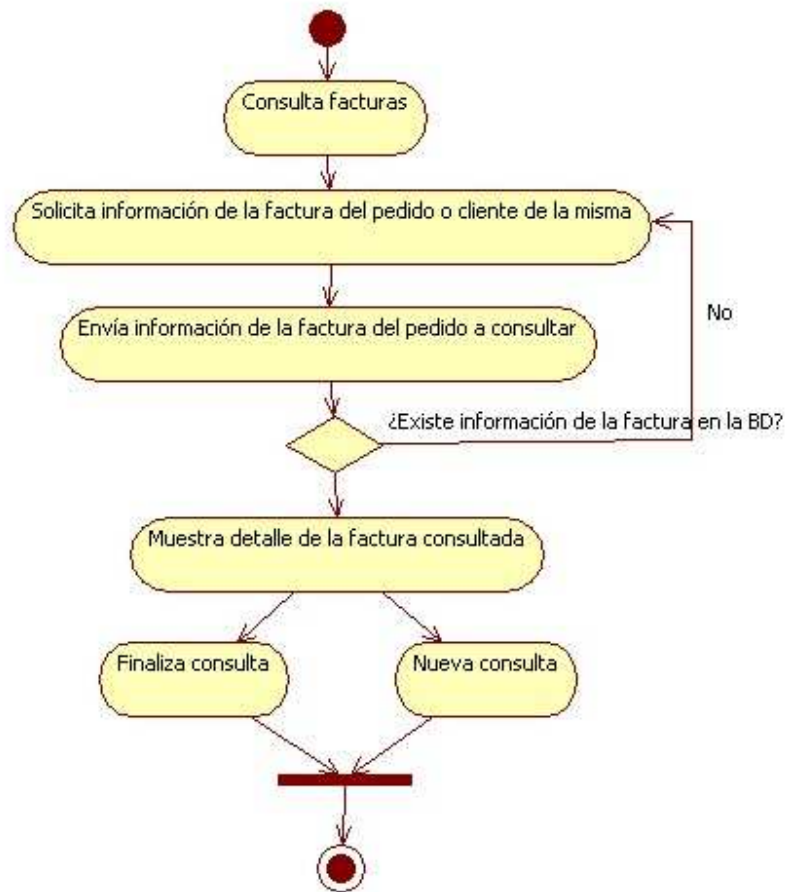 Consulta facturas
Solicita información de la factura del pedido o cliente de la misma
Envía información de la factura del pedido a consultar
No
¿Existe información de la factura en la BD?
Muestra detalle de la factura consultada
Finaliza consulta
Nueva consulta